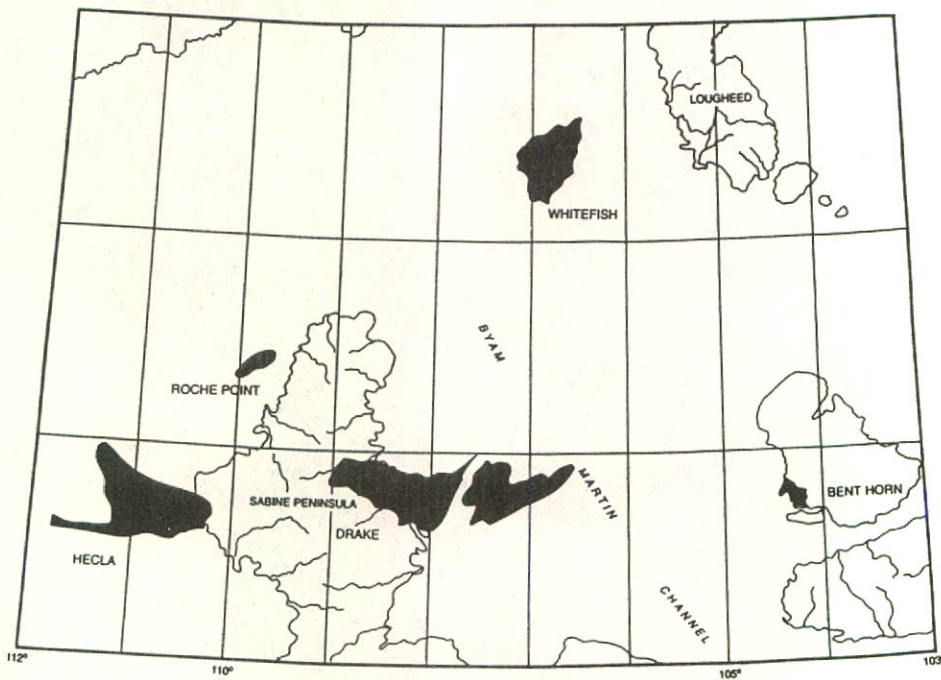 LOUGHEED
WHITEFISH
BYAM
ROCHE POINT
SABINE PENINSULA
MARTIN
BENT HORN
DRAKE
HECLA
CHANNEL
112°
110°
105°
103